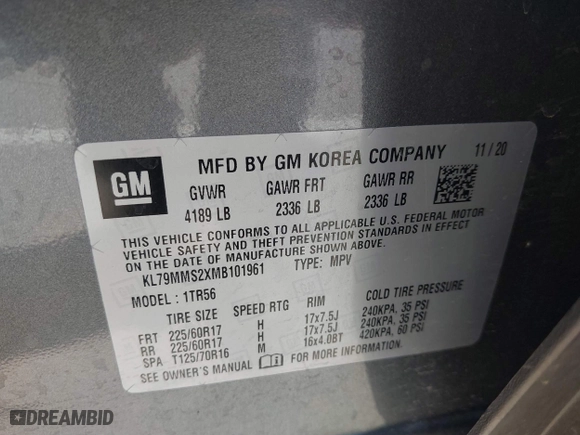 GM
MFD BY GM KOREA COMPANY 11/20
GVWR GAWR FRT GAWR RR
4189 LB 2336 LB 2336 LB
THIS VEHICLE CONFORMS TO ALL APPLICABLE U.S. FEDERAL MOTOR
VEHICLE SAFETY AND THEFT PREVENTION STANDARDS IN EFFECT
ON THE DATE OF MANUFACTURE SHOWN ABOVE.
KL79MMS2XMB101961 TYPE: MPV
MODEL : 1TR56
TIRE SIZE SPEED RTG RIM COLD TIRE PRESSURE
FRT 225/60R17 H 17x7.5J 240KPA, 35 PSI
RR 225/60R17 H 17x7.5J 240KPA, 35 PSI
SPA T125/70R16 M 16x4.0BT 420KPA, 60 PSI
SEE OWNER'S MANUAL FOR MORE INFORMATION.
DREAMBID
DREAMBID.COM